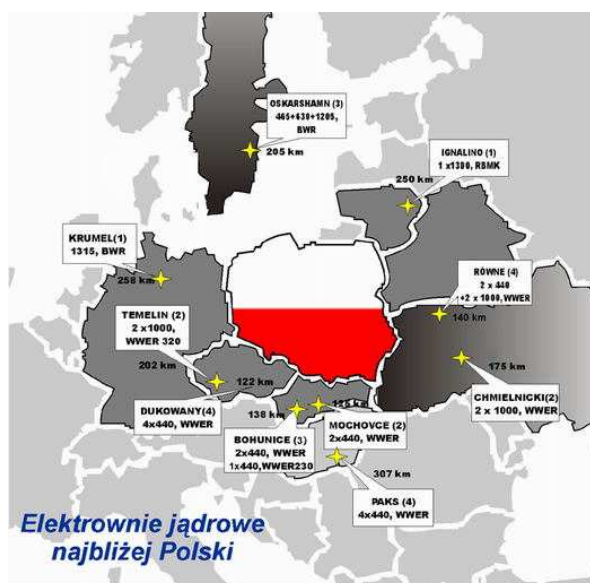 OSKARSHAMN (3)
465+630+1205,
BWR
205 km
IGNALINO (1)
1 x1300, RBMK
250 km
KRUMEL(1)
1315, BWR
258 km
RÓWNE (4)
2 x 440
+2 x 1000, WWER
140 km
TEMELIN (2)
2 x1000,
WWER 320
202 km
122 km
175 km
DUKOWANY(4)
4x440, WWER
138 km
125 km
CHMIELNICKI(2)
2 x 1000, WWER
BOHUNICE (3)
2x440, WWER
1x440,WWER230
MOCHOVCE (2)
2x440, WWER
307 km
PAKS (4)
4x440, WWER
Elektrownie jądrowe
najbliżej Polski